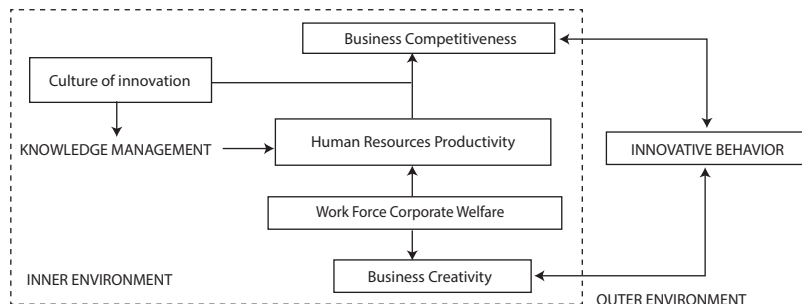 Business Competitiveness
Culture of innovation
Human Resources Productivity
KNOWLEDGE MANAGEMENT
INNOVATIVE BEHAVIOR
Work Force Corporate Welfare
Business Creativity
INNER ENVIRONMENT
OUTER ENVIRONMENT